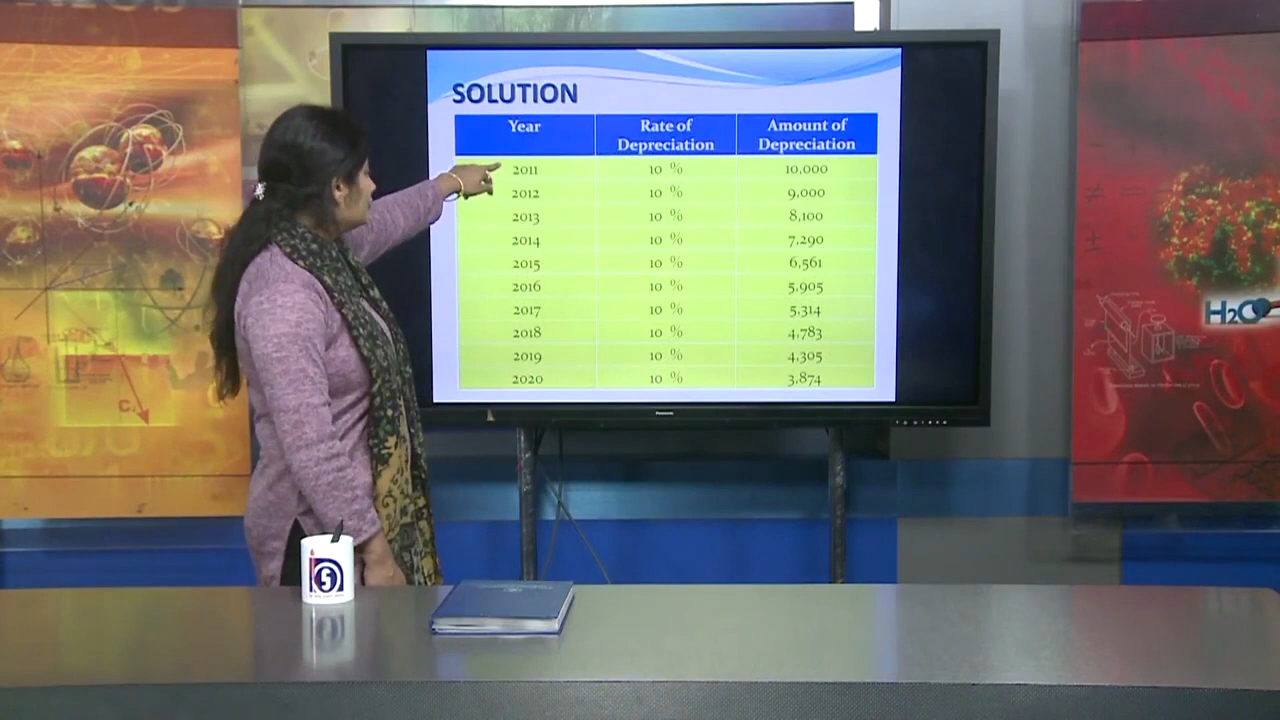 SOLUTION
Year Rate of Depreciation Amount of Depreciation
2011 10 % 10,000
2012 10 % 9,000
2013 10 % 8,100
2014 10 % 7,290
2015 10 % 6,561
2016 10 % 5,905
2017 10 % 5,314
2018 10 % 4,783
2019 10 % 4,305
2020 10 % 3,874
Panasonic
H2O
C
5